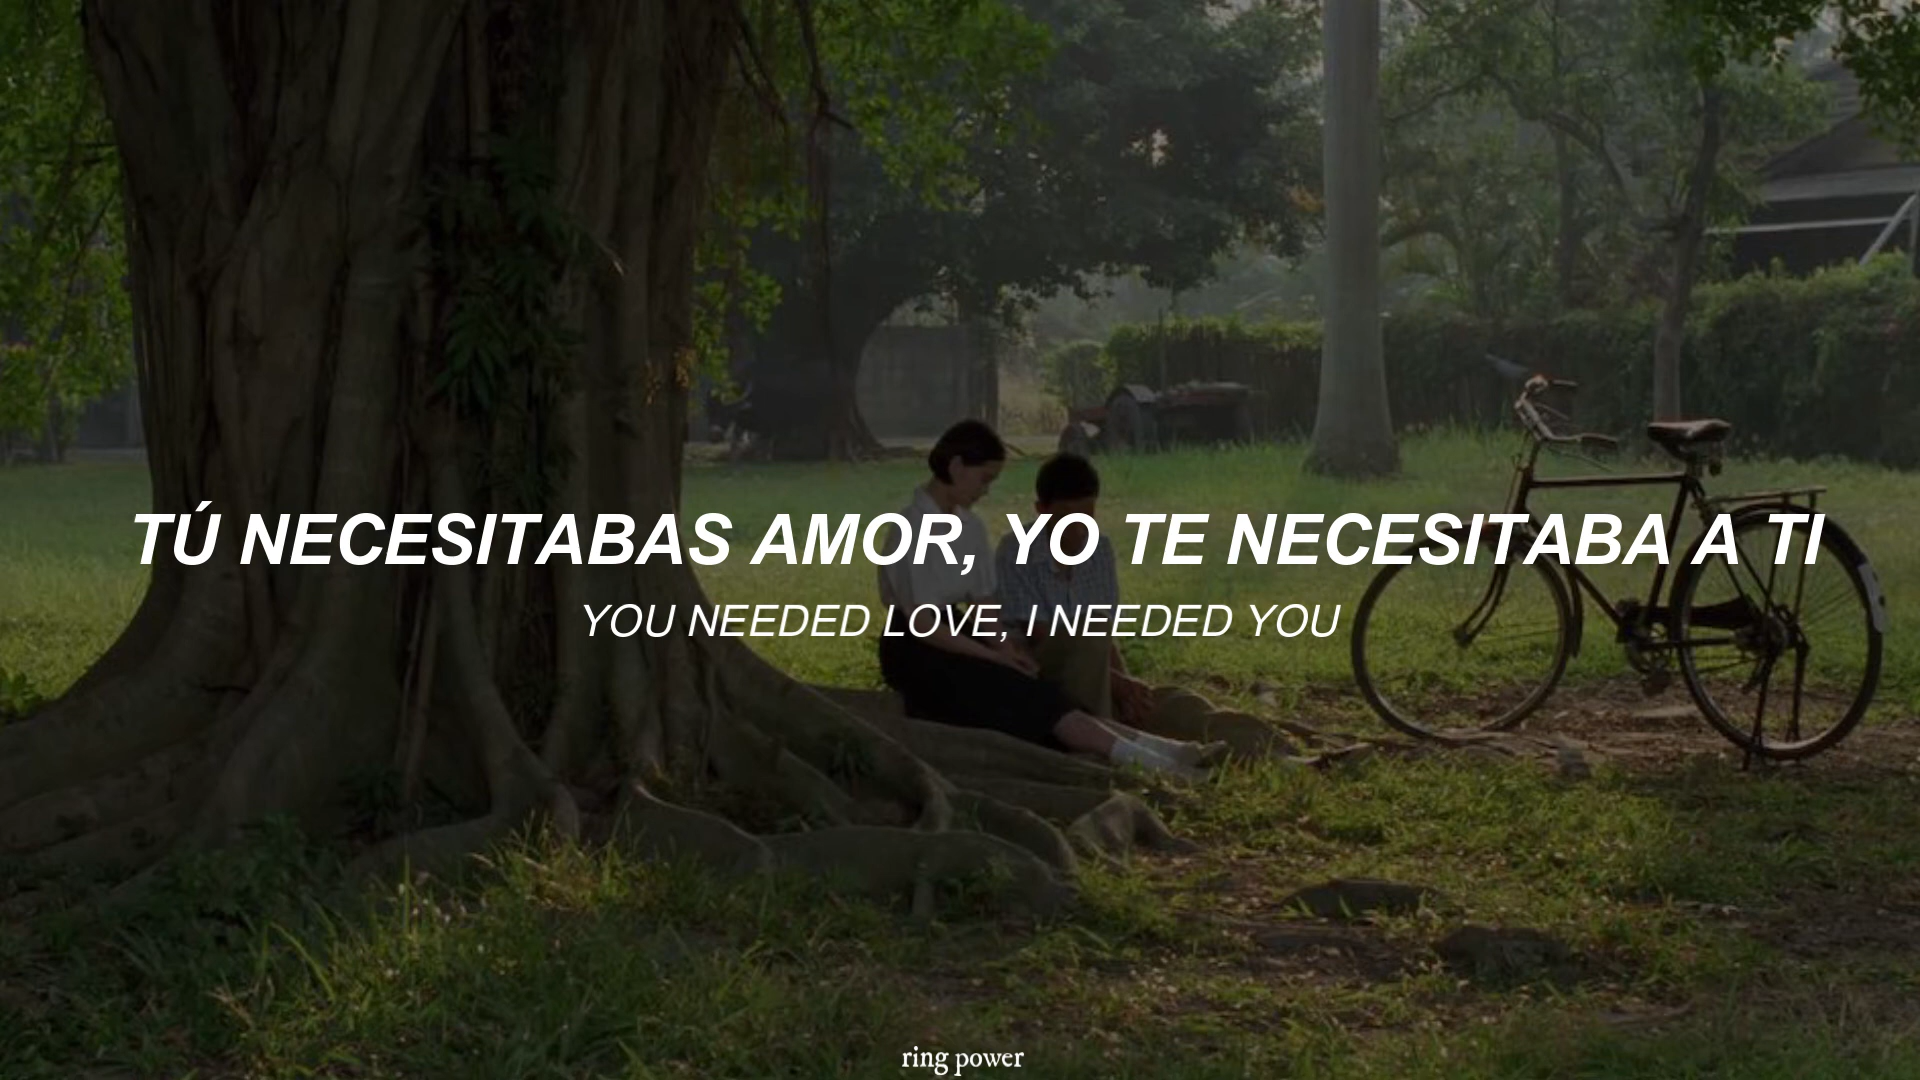 TÚ NECESITABAS AMOR, YO TE NECESITABA A TI
YOU NEEDED LOVE, I NEEDED YOU
ring power